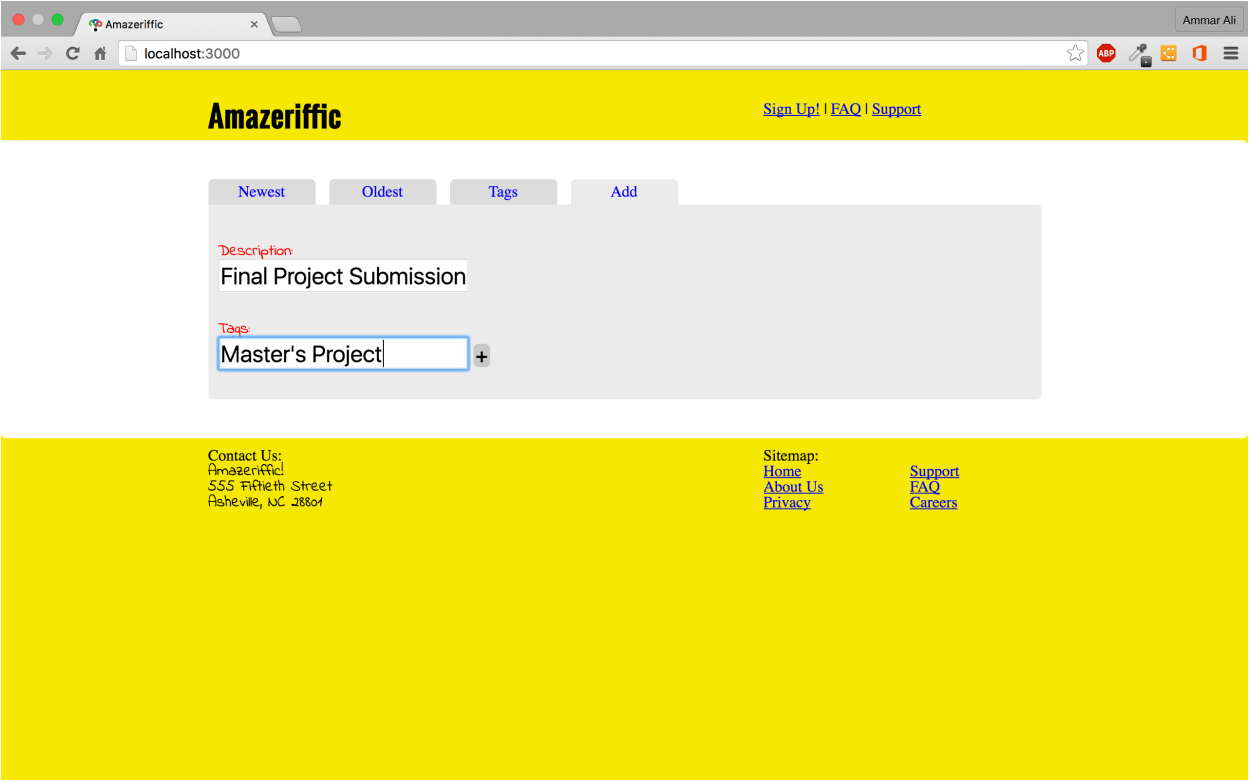 Amazeriffic
Ammar Ali
localhost:3000
ABP
Amazeriffic
Sign Up! | FAQ | Support
Newest Oldest Tags Add
Description:
Final Project Submission
Tags:
Master's Project +
Contact Us:
Amazeriffic!
555 Fiftieth Street
Asheville, NC 28801
Sitemap:
Home Support
About Us FAQ
Privacy Careers